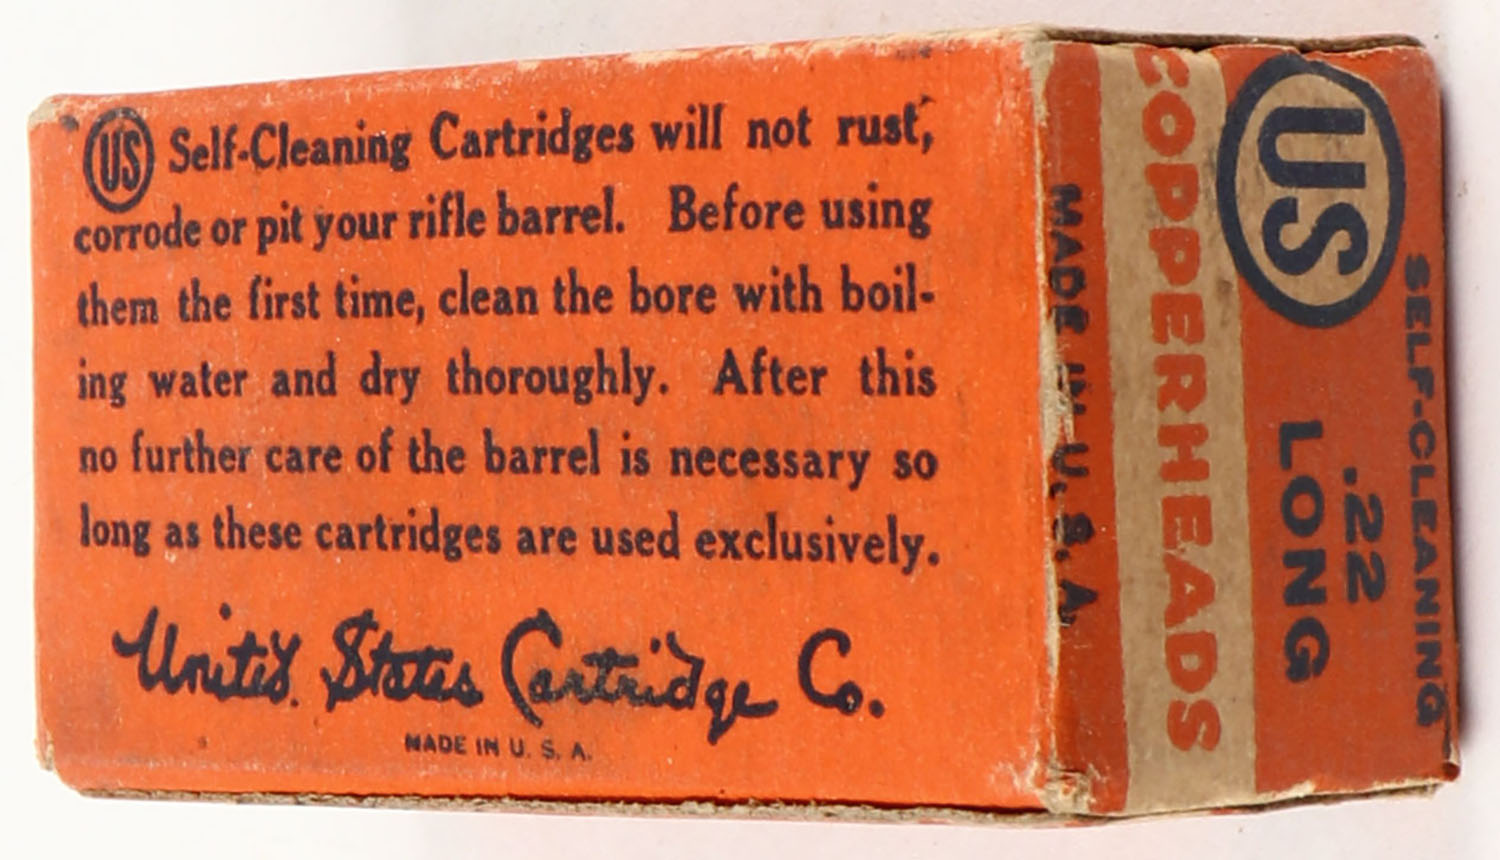 US Self-Cleaning Cartridges will not rust,
corrode or pit your rifle barrel. Before using
them the first time, clean the bore with boil-
ing water and dry thoroughly. After this
no further care of the barrel is necessary so
long as these cartridges are used exclusively.
United States Cartridge Co.
MADE IN U. S. A.
SELF-CLEANING
US
.22
LONG
COPPERHEADS
MADE IN U. S. A.